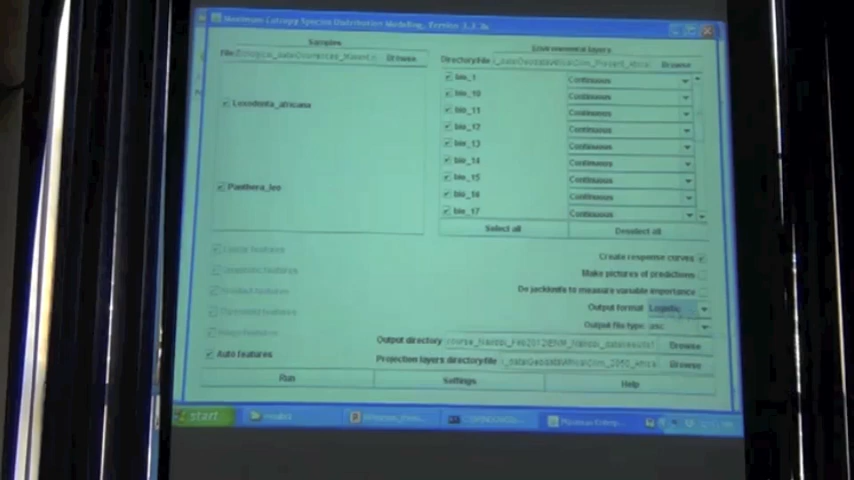 Maximum Entropy Species Distribution Modeling, Version 3.3.3k
Samples
Environmental layers
File
Browse
Directory/File
Browse
Loxodonta_africana
Panthera_leo
bio_1 Continuous
bio_10 Continuous
bio_11 Continuous
bio_12 Continuous
bio_13 Continuous
bio_14 Continuous
bio_15 Continuous
bio_16 Continuous
bio_17 Continuous
Select all
Deselect all
Linear features
Quadratic features
Product features
Threshold features
Hinge features
Auto features
Create response curves
Make pictures of predictions
Do jackknife to measure variable importance
Output format Logistic
Output file type asc
Output directory
Browse
Projection layers directory/file
Browse
Run
Settings
Help
start